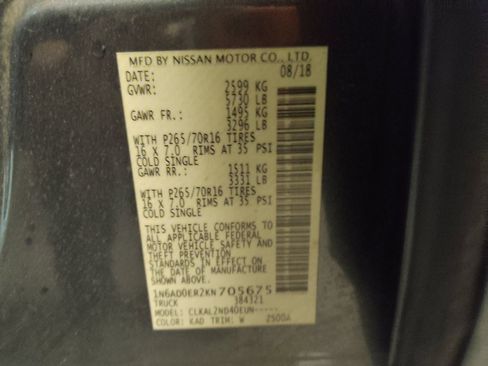 MFD BY NISSAN MOTOR CO., LTD.
DATE: 08/18
GVWR: 2599 KG
5730 LB
GAWR FR.: 1495 KG
3296 LB
WITH P265/70R16 TIRES
16 X 7.0 RIMS AT 35 PSI
COLD SINGLE
GAWR RR.: 1511 KG
3331 LB
WITH P265/70R16 TIRES
16 X 7.0 RIMS AT 35 PSI
COLD SINGLE
THIS VEHICLE CONFORMS TO
ALL APPLICABLE FEDERAL
MOTOR VEHICLE SAFETY AND
THEFT PREVENTION
STANDARDS IN EFFECT ON
THE DATE OF MANUFACTURE
SHOWN ABOVE.
1N6AD0ER2KN705675
TRUCK 384321
MODEL: CLKAL2ND40EUN-----
COLOR: KAD TRIM: W 2500A